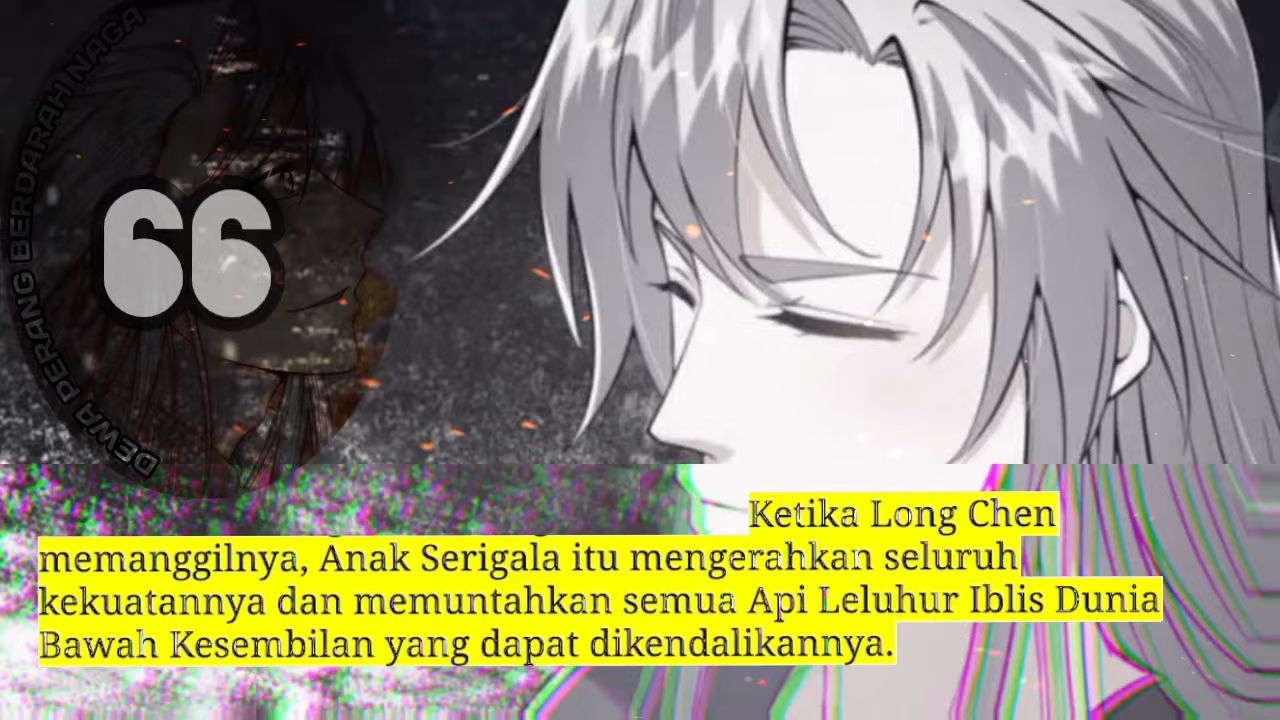 DEWA PERANG BERDARAH NAGA
66
Ketika Long Chen
memanggilnya, Anak Serigala itu mengerahkan seluruh
kekuatannya dan memuntahkan semua Api Leluhur Iblis Dunia
Bawah Kesembilan yang dapat dikendalikannya.